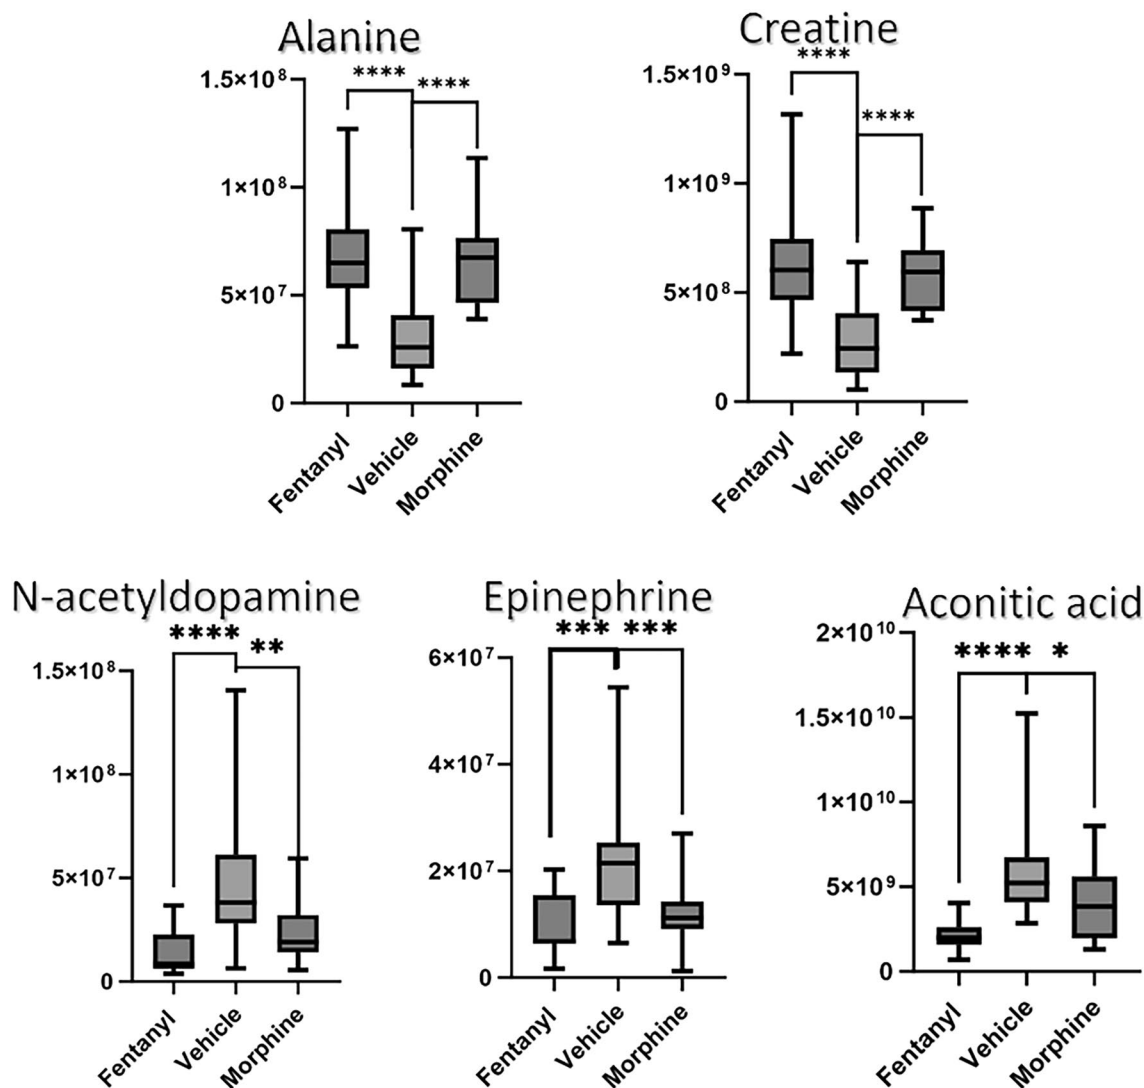 Alanine
1.5×10⁸
1×10⁸
5×10⁷
0
**** ****
Fentanyl
Vehicle
Morphine
Creatine
1.5×10⁹
1×10⁹
5×10⁸
0
****
****
Fentanyl
Vehicle
Morphine
N-acetyldopamine
**** **
1.5×10⁸
1×10⁸
5×10⁷
0
Fentanyl
Vehicle
Morphine
Epinephrine
*** ***
6×10⁷
4×10⁷
2×10⁷
0
Fentanyl
Vehicle
Morphine
Aconitic acid
2×10¹⁰
**** *
1.5×10¹⁰
1×10¹⁰
5×10⁹
0
Fentanyl
Vehicle
Morphine